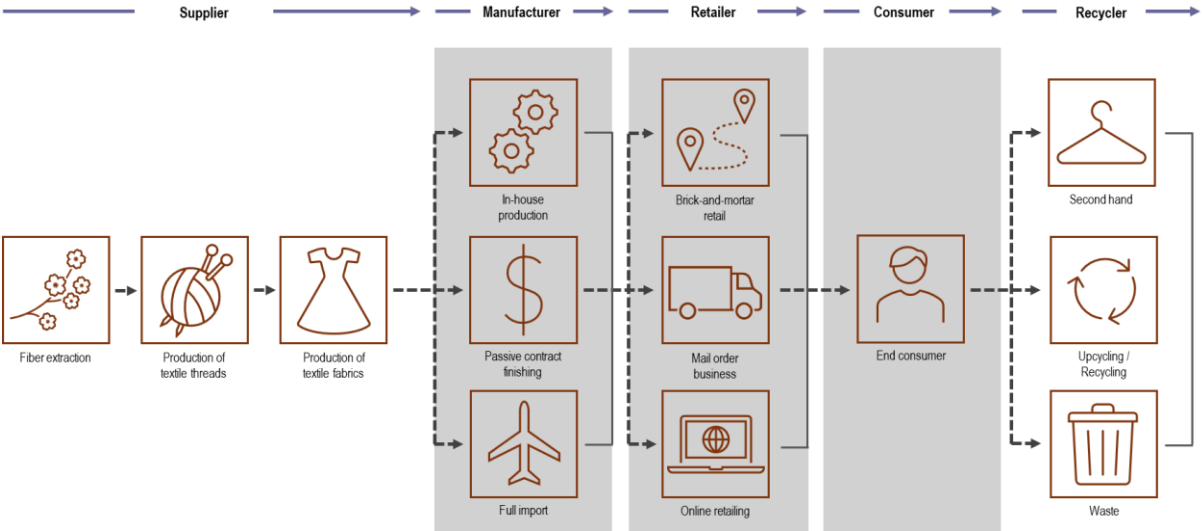 Supplier
Manufacturer
Retailer
Consumer
Recycler
In-house
production
Brick-and-mortar
retail
Second hand
Fiber extraction
Production of
textile threads
Production of
textile fabrics
Passive contract
finishing
Mail order
business
End consumer
Upcycling /
Recycling
Full import
Online retailing
Waste